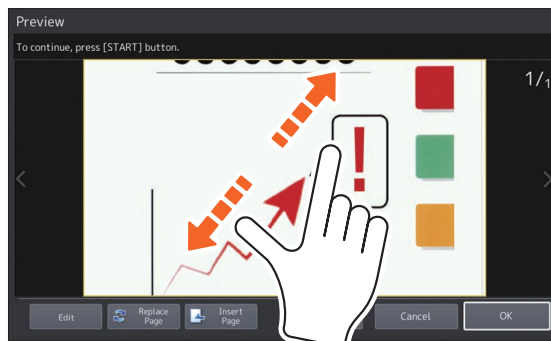 Preview
To continue, press [START] button.
1/1
!
Edit
Replace
Page
Insert
Page
Cancel
OK